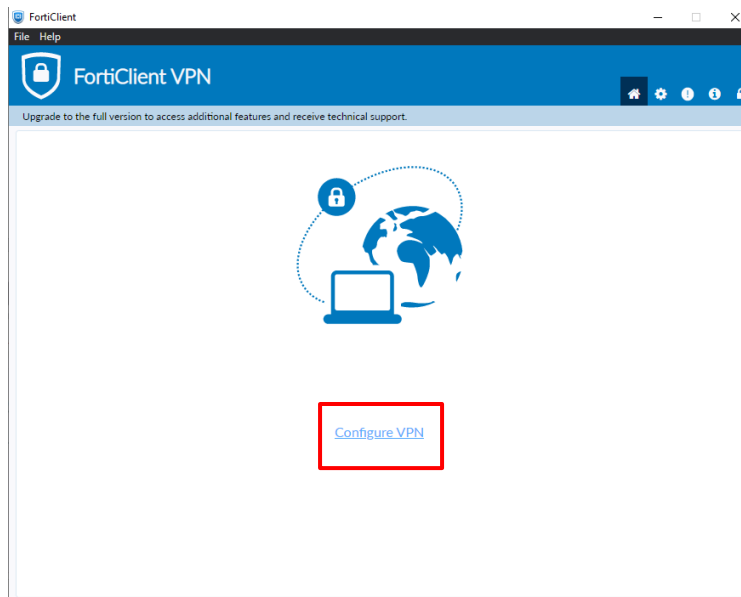 FortiClient
File Help
FortiClient VPN
Upgrade to the full version to access additional features and receive technical support.
Configure VPN